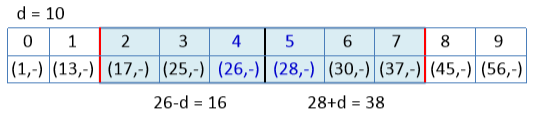 d = 10
0 1 2 3 4 5 6 7 8 9
(1,-) (13,-) (17,-) (25,-) (26,-) (28,-) (30,-) (37,-) (45,-) (56,-)
26-d = 16 28+d = 38